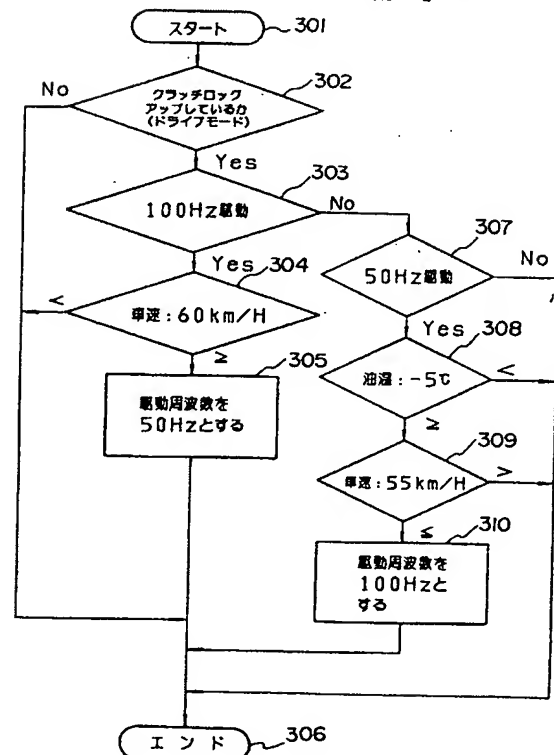 スタート
301
No
クラッチロック
アップしているか
(ドライブモード)
302
Yes
303
100Hz駆動
No
Yes
304
307
50Hz駆動
No
<
車速:60km/H
≧
305
Yes
308
油温:-5℃
<
駆動周波数を
50Hzとする
≧
309
車速:55km/H
>
≦
310
駆動周波数を
100Hzと
する
エンド
306